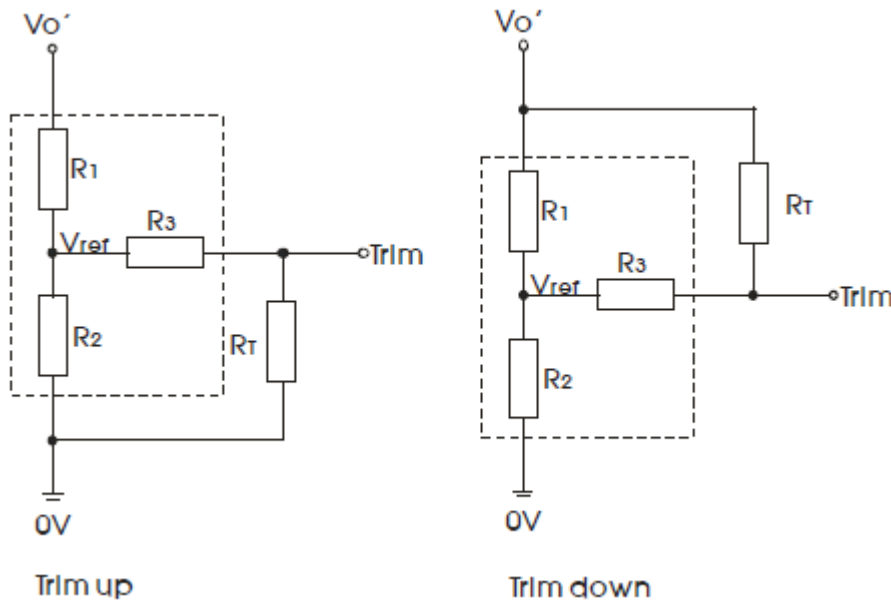 Vo´
R1
R3
Vref
Trim
R2
RT
0V
Trim up
Vo´
R1
RT
R3
Vref
Trim
R2
0V
Trim down